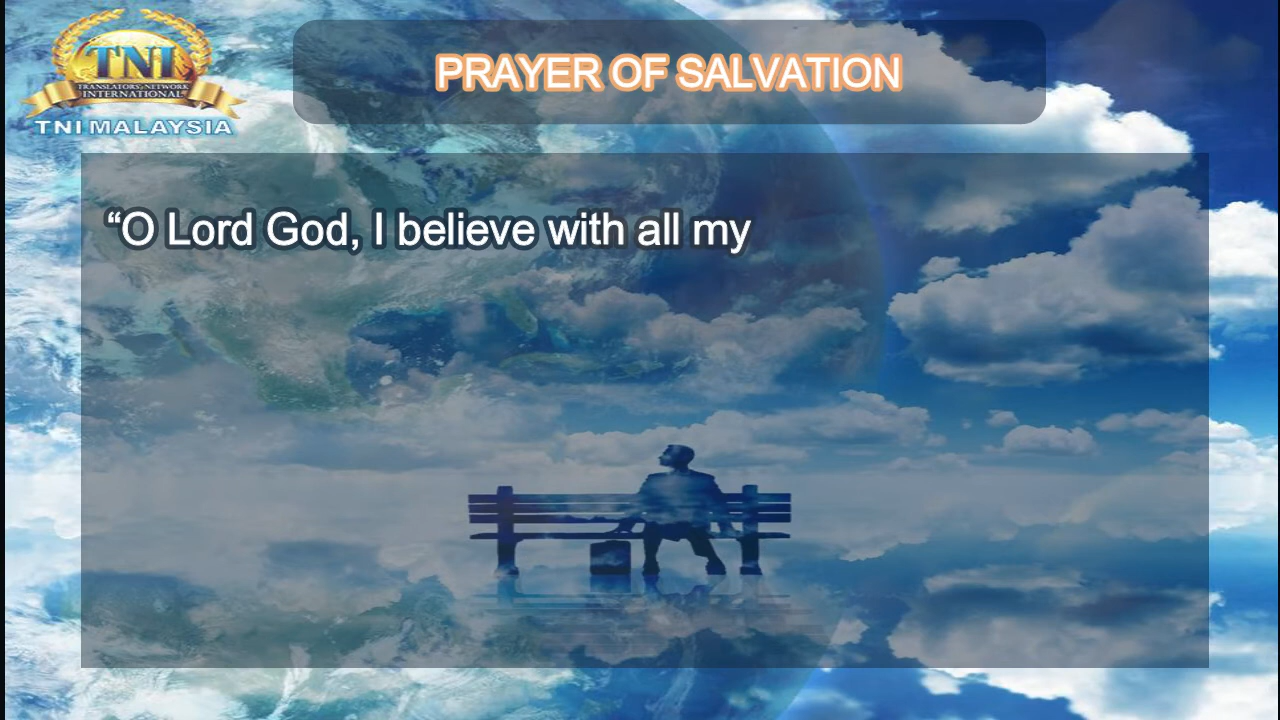 TNI
TRANSLATORS NETWORK
INTERNATIONAL
TNI MALAYSIA
PRAYER OF SALVATION
“O Lord God, I believe with all my